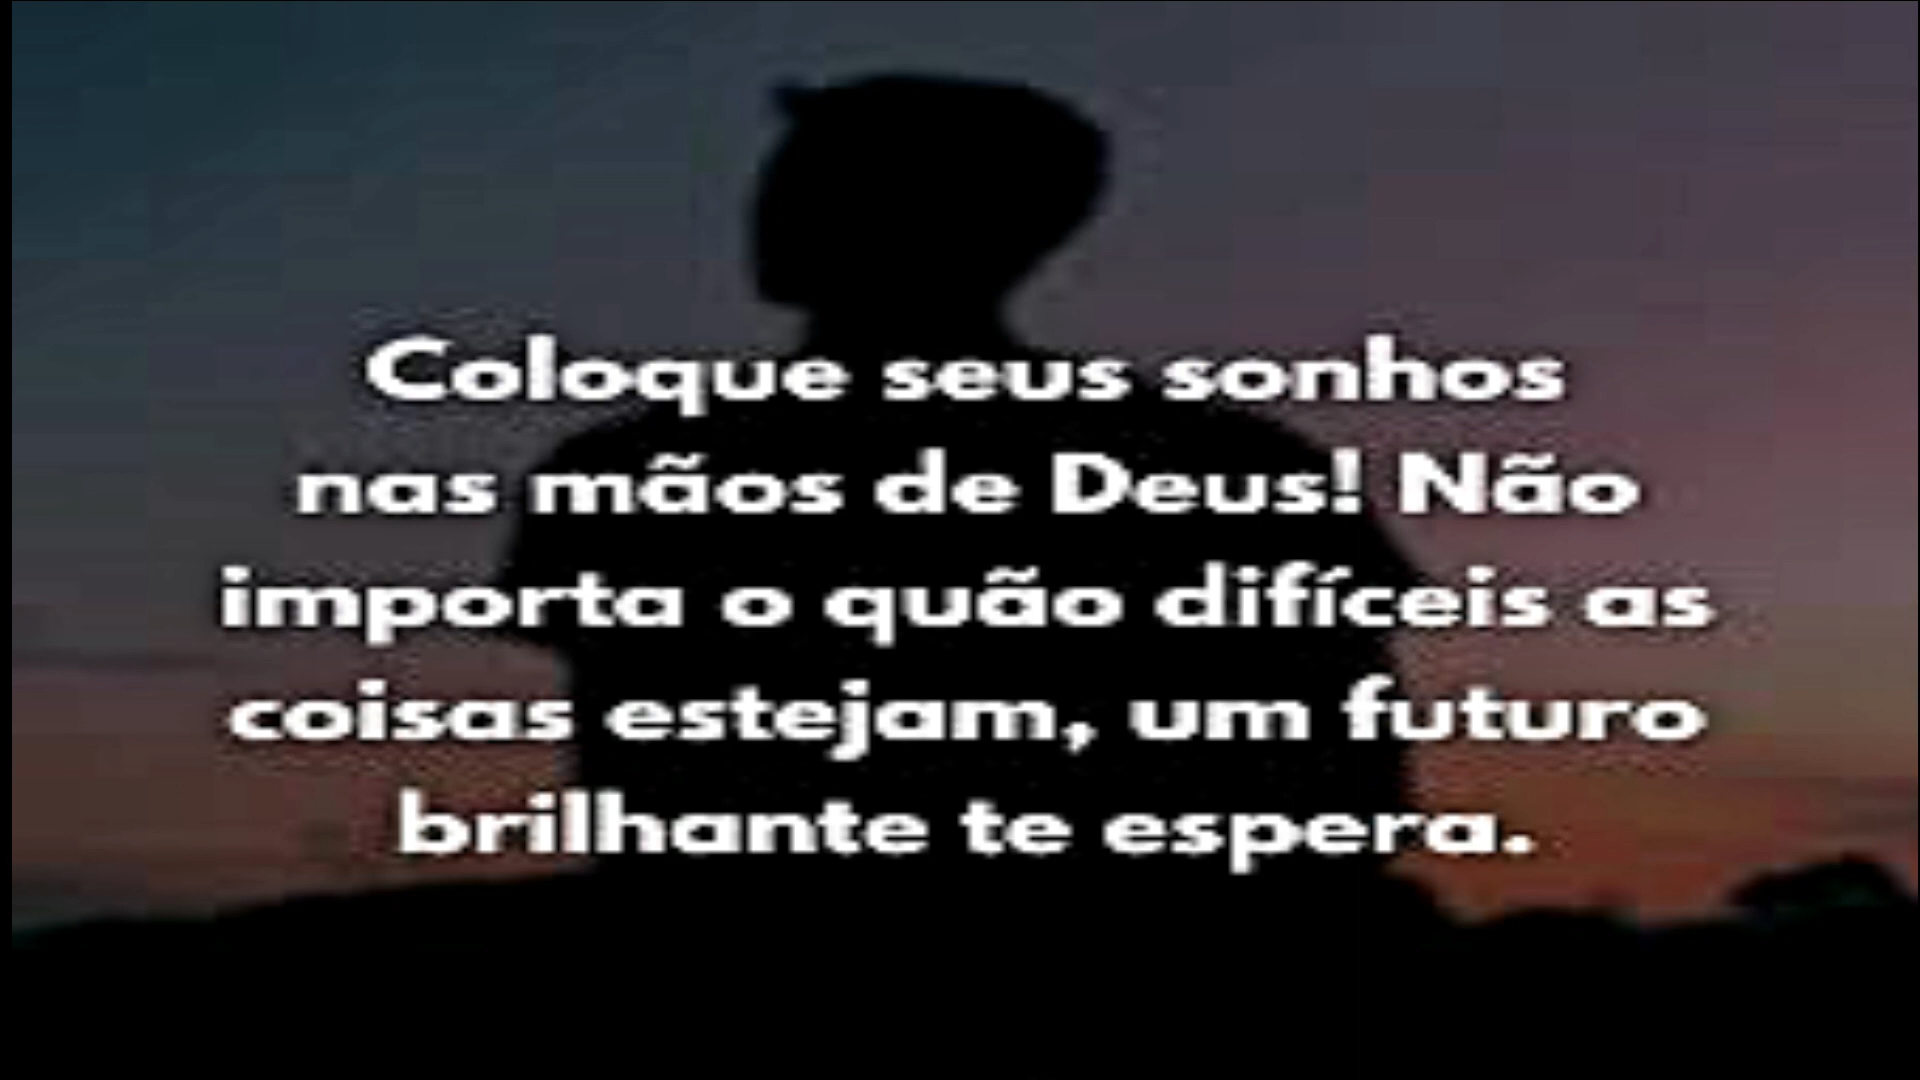 Coloque seus sonhos
nas mãos de Deus! Não
importa o quão difíceis as
coisas estejam, um futuro
brilhante te espera.